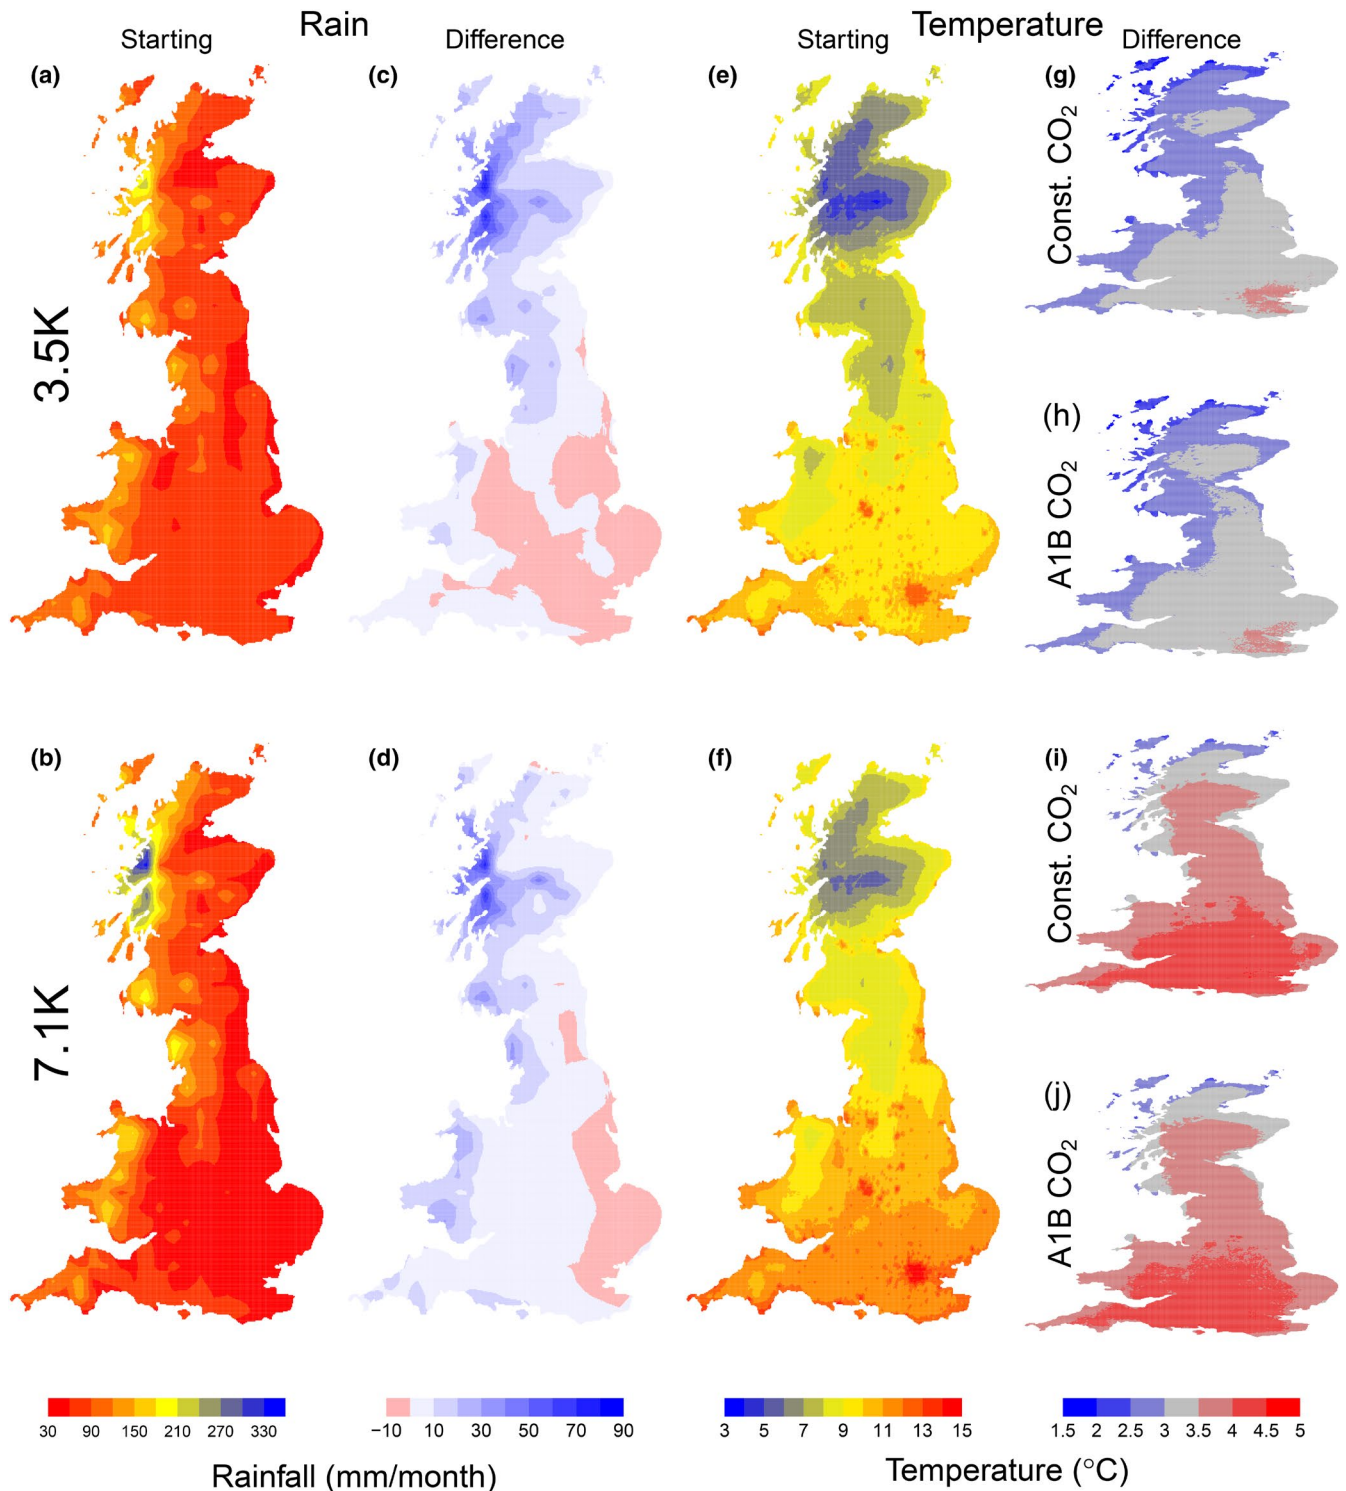 Rain
Temperature
Starting
Difference
Starting
Difference
(a)
(c)
(e)
(g)
3.5K
Const. CO2
(h)
A1B CO2
(b)
(d)
(f)
(i)
7.1K
Const. CO2
(j)
A1B CO2
30 90 150 210 270 330
−10 10 30 50 70 90
3 5 7 9 11 13 15
1.5 2 2.5 3 3.5 4 4.5 5
Rainfall (mm/month)
Temperature (°C)